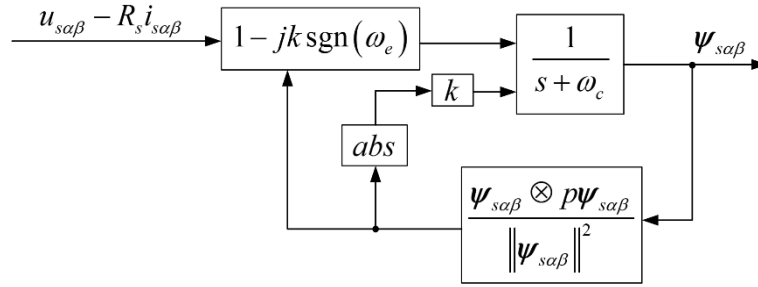 u_{sαβ} − R_s i_{sαβ}
1 − jk sgn(ω_e)
1
s + ω_c
ψ_{sαβ}
k
abs
ψ_{sαβ} ⊗ pψ_{sαβ}
‖ψ_{sαβ}‖²